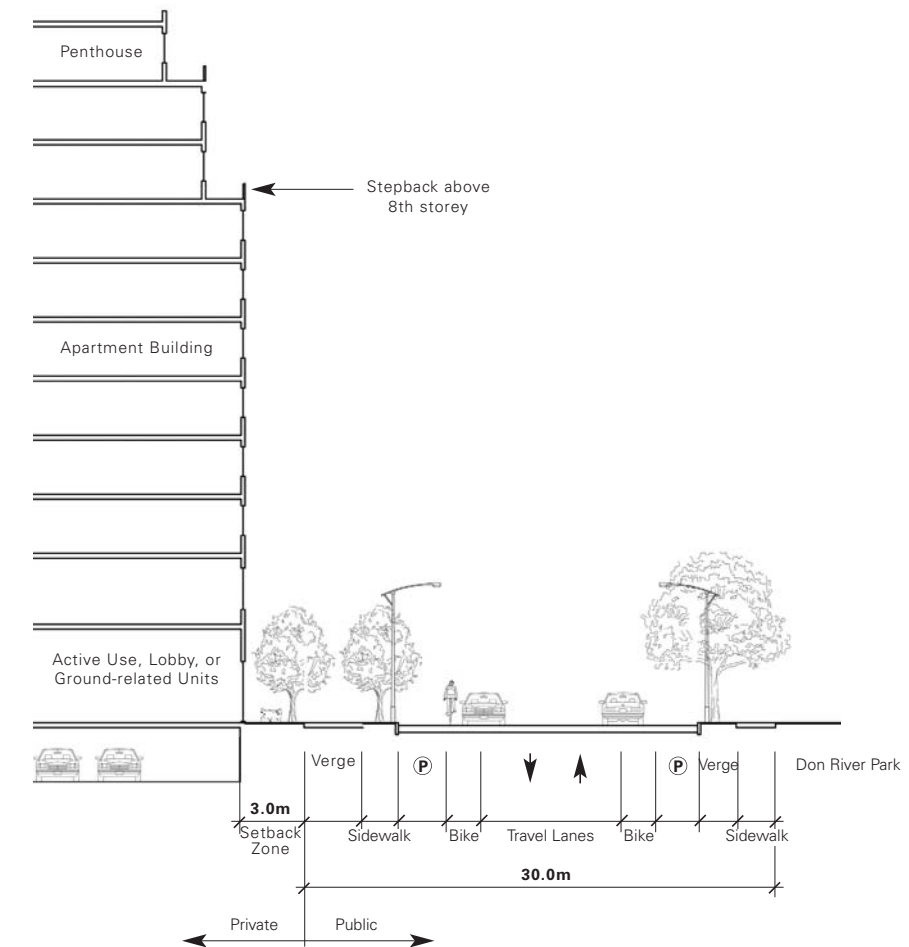 Penthouse
Stepback above
8th storey
Apartment Building
Active Use, Lobby, or
Ground-related Units
Verge
P
P
Verge
Don River Park
3.0m
Setback
Zone
Sidewalk
Bike
Travel Lanes
Bike
Sidewalk
30.0m
Private
Public